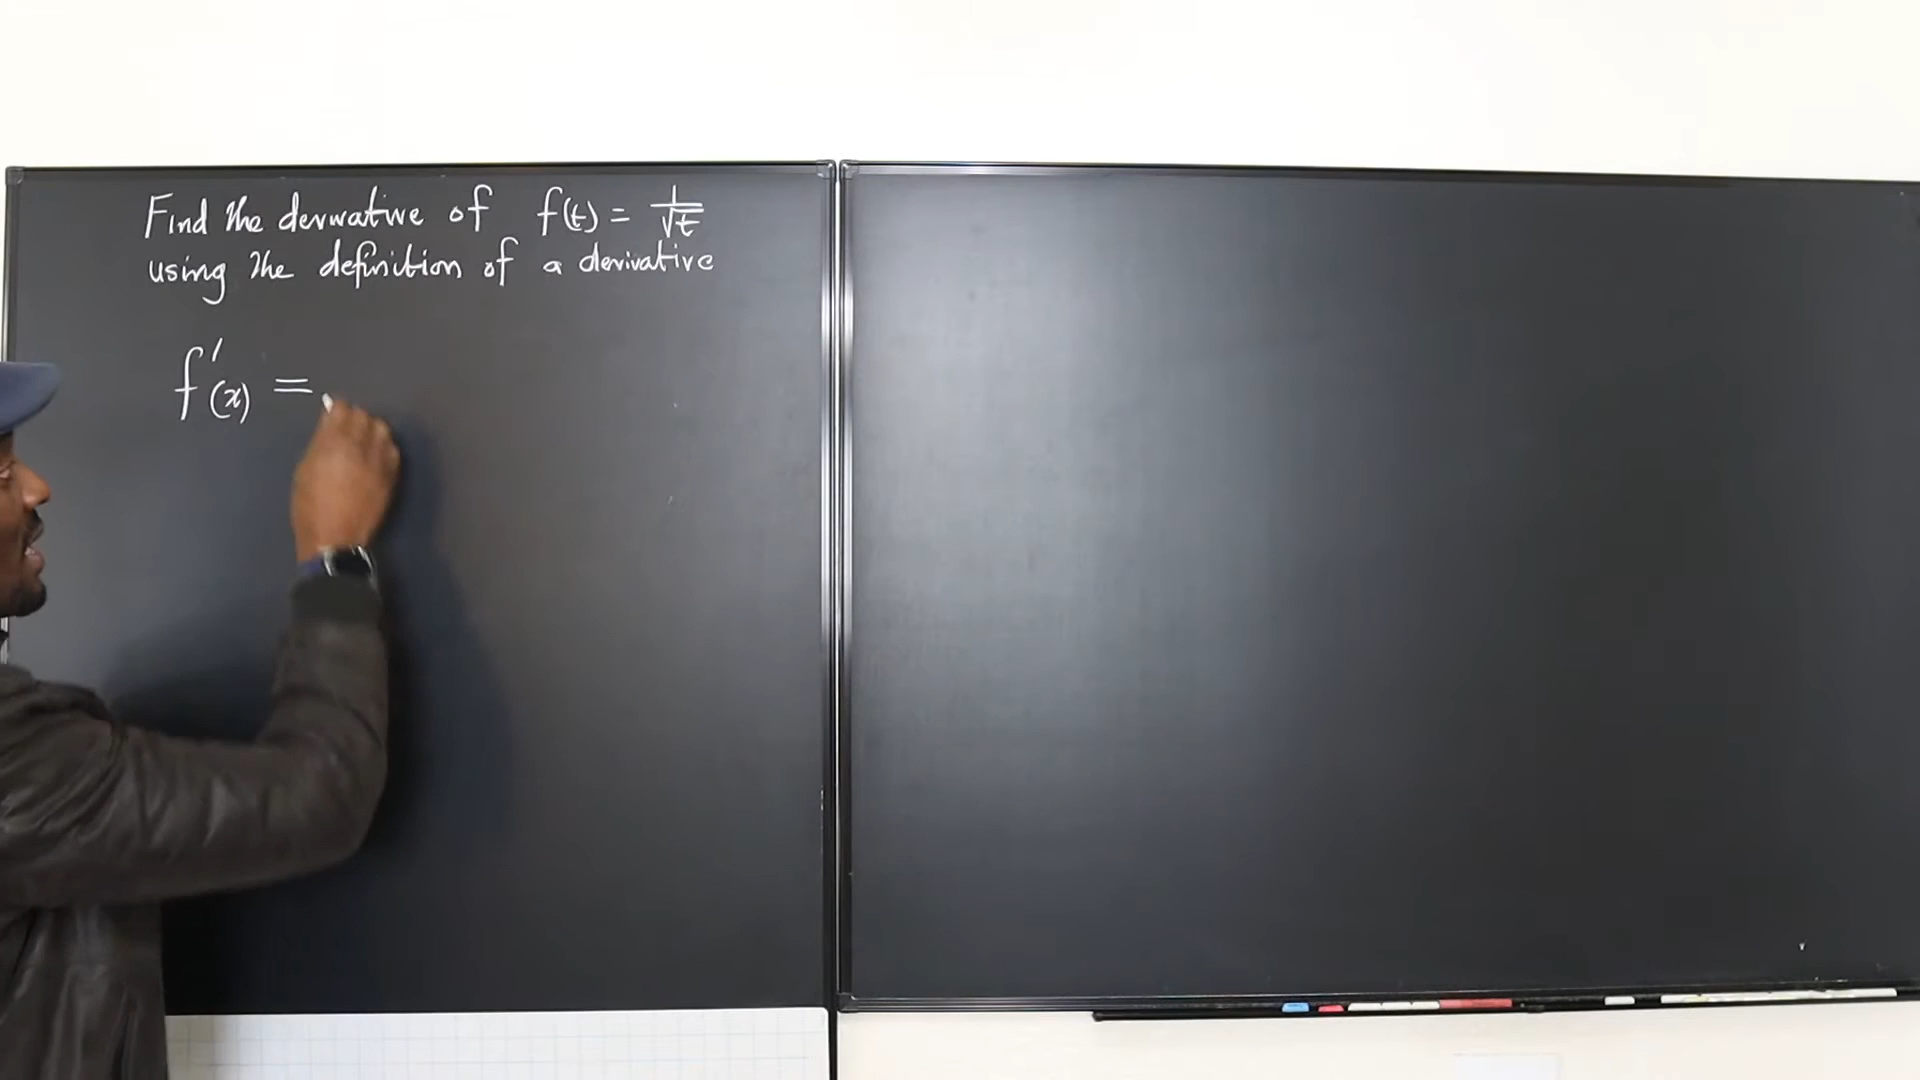 Find the derivative of f(t) = 1/√t
using the definition of a derivative
f'(x) =